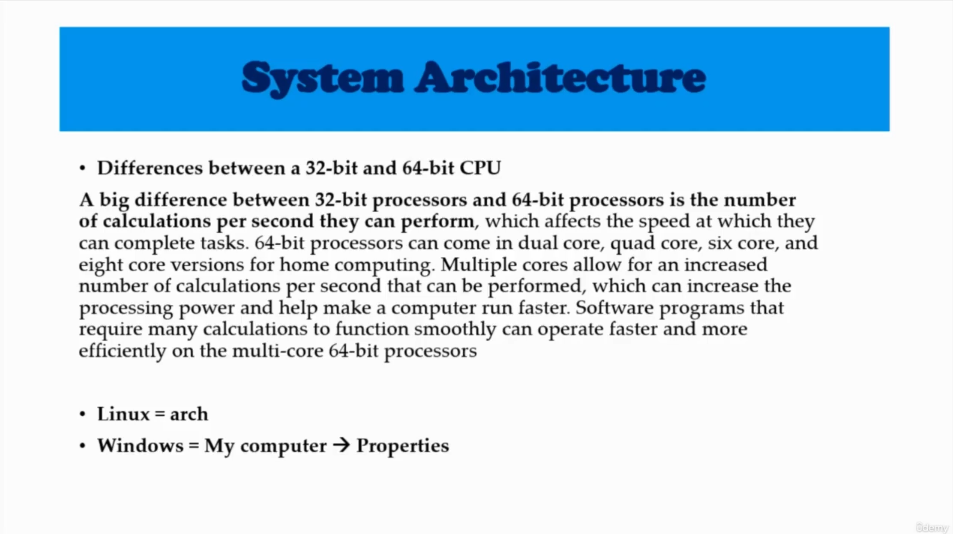 System Architecture
• Differences between a 32-bit and 64-bit CPU
A big difference between 32-bit processors and 64-bit processors is the number
of calculations per second they can perform, which affects the speed at which they
can complete tasks. 64-bit processors can come in dual core, quad core, six core, and
eight core versions for home computing. Multiple cores allow for an increased
number of calculations per second that can be performed, which can increase the
processing power and help make a computer run faster. Software programs that
require many calculations to function smoothly can operate faster and more
efficiently on the multi-core 64-bit processors
• Linux = arch
• Windows = My computer → Properties
Udemy